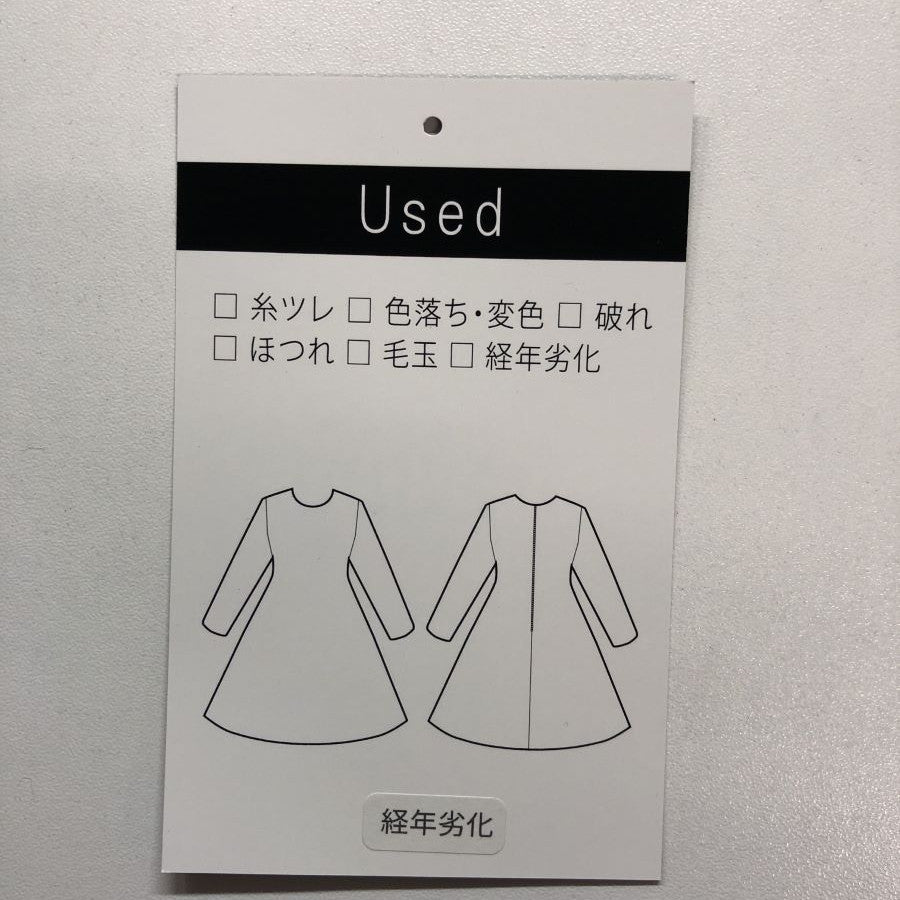 Used
□ 糸ツレ □ 色落ち・変色 □ 破れ
□ ほつれ □ 毛玉 □ 経年劣化
経年劣化